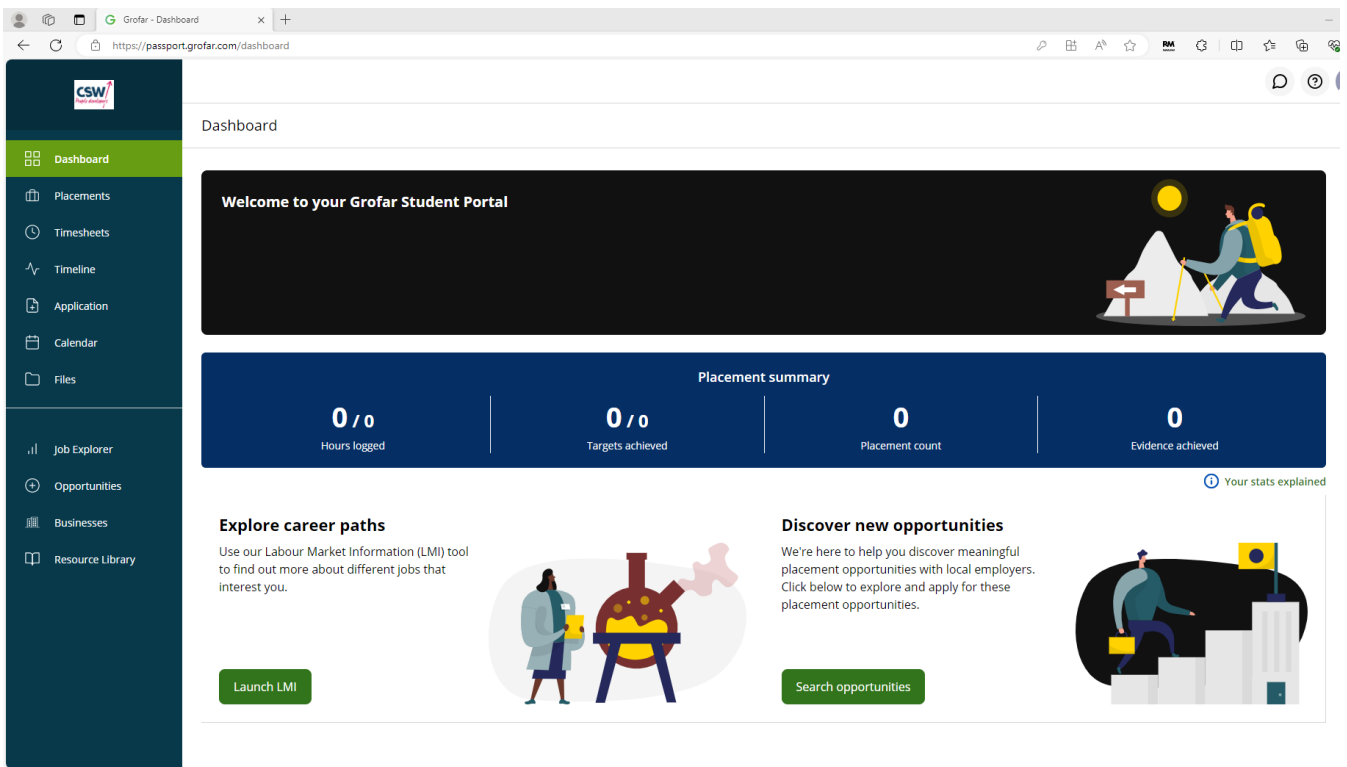 Grofar - Dashboard
https://passport.grofar.com/dashboard
CSW
Dashboard
Placements
Timesheets
Timeline
Application
Calendar
Files
Job Explorer
Opportunities
Businesses
Resource Library
Dashboard
Welcome to your Grofar Student Portal
Placement summary
0 / 0
Hours logged
0 / 0
Targets achieved
0
Placement count
0
Evidence achieved
Your stats explained
Explore career paths
Use our Labour Market Information (LMI) tool
to find out more about different jobs that
interest you.
Launch LMI
Discover new opportunities
We're here to help you discover meaningful
placement opportunities with local employers.
Click below to explore and apply for these
placement opportunities.
Search opportunities